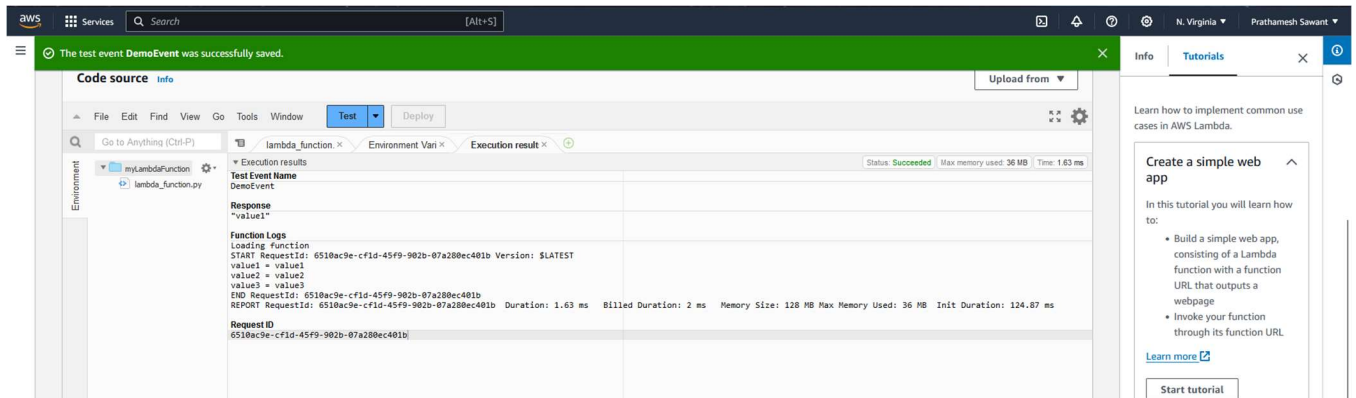 aws Services Search [Alt+S] N. Virginia ▼ Prathamesh Sawant ▼
The test event DemoEvent was successfully saved.
Info Tutorials
Code source Info Upload from ▼
File Edit Find View Go Tools Window Test Deploy
Go to Anything (Ctrl-P)
lambda_function. × Environment Vari × Execution result ×
Environment
myLambdaFunction
lambda_function.py
▼ Execution results Status: Succeeded Max memory used: 36 MB Time: 1.63 ms
Test Event Name
DemoEvent
Response
"value1"
Function Logs
Loading function
START RequestId: 6510ac9e-cf1d-45f9-902b-07a280ec401b Version: $LATEST
value1 = value1
value2 = value2
value3 = value3
END RequestId: 6510ac9e-cf1d-45f9-902b-07a280ec401b
REPORT RequestId: 6510ac9e-cf1d-45f9-902b-07a280ec401b Duration: 1.63 ms Billed Duration: 2 ms Memory Size: 128 MB Max Memory Used: 36 MB Init Duration: 124.87 ms
Request ID
6510ac9e-cf1d-45f9-902b-07a280ec401b
Learn how to implement common use
cases in AWS Lambda.
Create a simple web
app
In this tutorial you will learn how
to:
• Build a simple web app,
consisting of a Lambda
function with a function
URL that outputs a
webpage
• Invoke your function
through its function URL
Learn more
Start tutorial